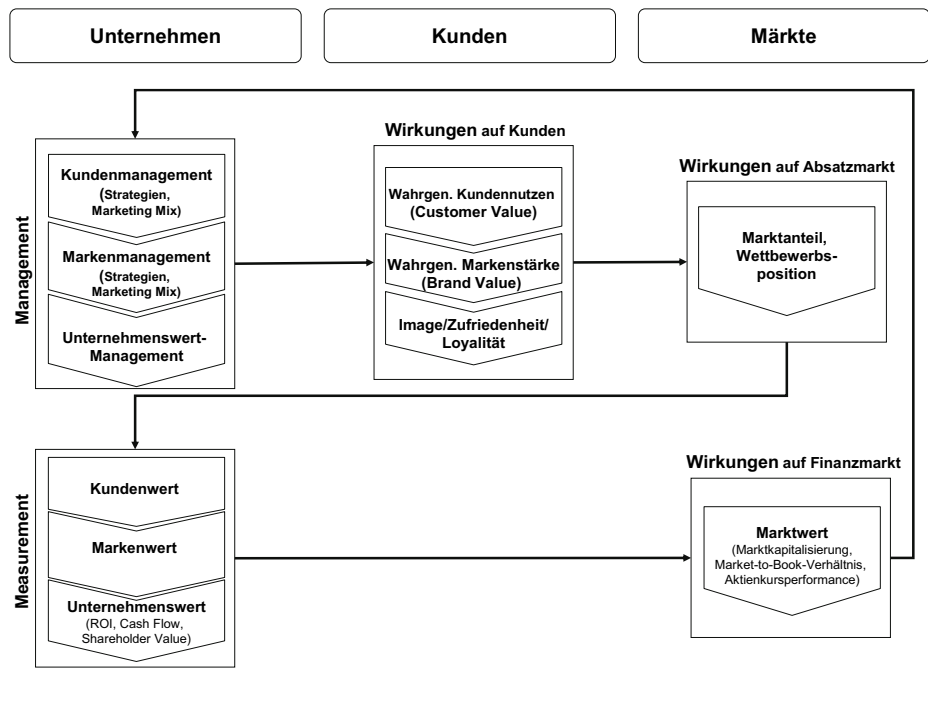 Unternehmen
Kunden
Märkte
Management
Kundenmanagement
(Strategien,
Marketing Mix)
Markenmanagement
(Strategien,
Marketing Mix)
Unternehmenswert-
Management
Wirkungen auf Kunden
Wahrgen. Kundennutzen
(Customer Value)
Wahrgen. Markenstärke
(Brand Value)
Image/Zufriedenheit/
Loyalität
Wirkungen auf Absatzmarkt
Marktanteil,
Wettbewerbs-
position
Measurement
Kundenwert
Markenwert
Unternehmenswert
(ROI, Cash Flow,
Shareholder Value)
Wirkungen auf Finanzmarkt
Marktwert
(Marktkapitalisierung,
Market-to-Book-Verhältnis,
Aktienkursperformance)